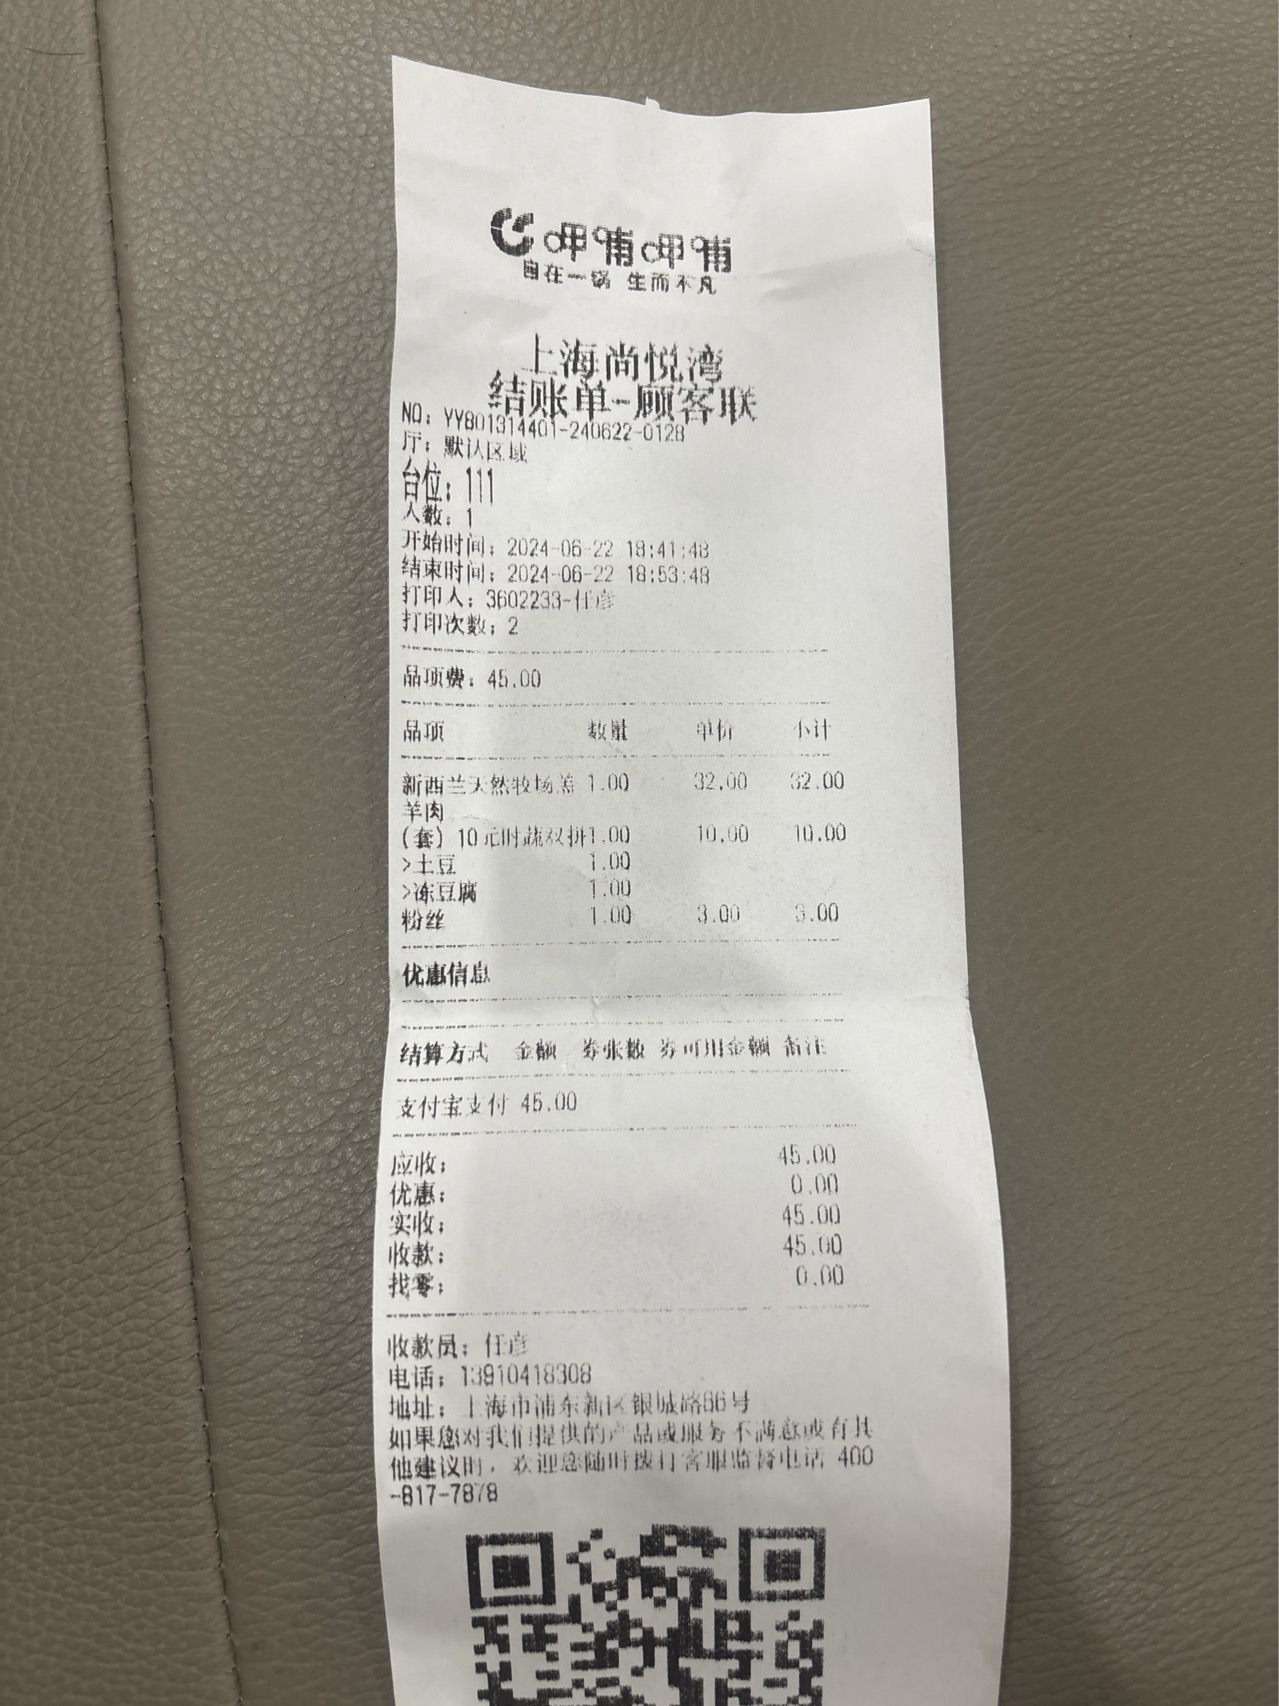 呷哺呷哺
自在一锅 生而不凡
上海尚悦湾
结账单-顾客联
NO：YY801314401-240622-0128
厅：默认区域
台位：111
人数：1
开始时间：2024-06-22 18:41:48
结束时间：2024-06-22 18:53:48
打印人：3602233-任彦
打印次数：2
品项费：45.00
品项 数量 单价 小计
新西兰天然牧场羔 1.00 32.00 32.00
羊肉
(套) 10元时蔬双拼1.00 10.00 10.00
>土豆 1.00
>冻豆腐 1.00
粉丝 1.00 3.00 3.00
优惠信息
结算方式 金额 券张数 券可用金额 备注
支付宝支付 45.00
应收： 45.00
优惠： 0.00
实收： 45.00
收款： 45.00
找零： 0.00
收款员：任彦
电话：13910418308
地址：上海市浦东新区银城路66号
如果您对我们提供的产品或服务不满意或有其
他建议时，欢迎您随时拨打客服监督电话 400
-817-7878